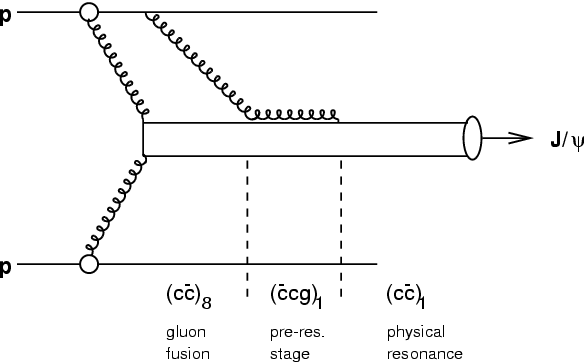 p
J/ψ
p
(cc̄)₈ (c̄cg)₁ (cc̄)₁
gluon pre-res. physical
fusion stage resonance